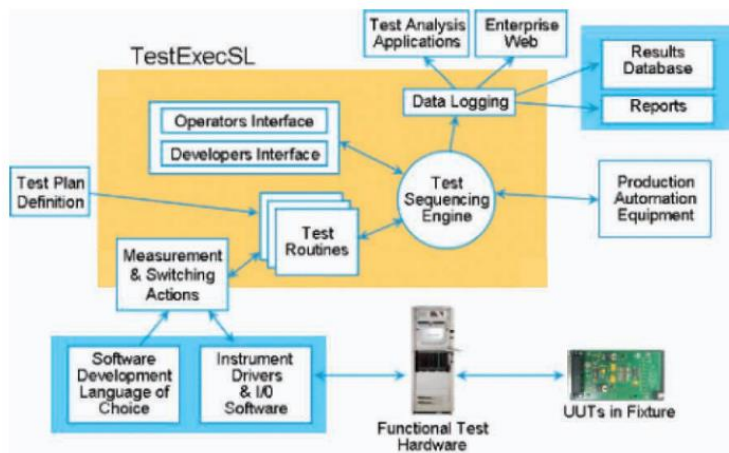 Test Analysis
Applications
Enterprise
Web
TestExecSL
Results
Database
Data Logging
Reports
Operators Interface
Developers Interface
Test Plan
Definition
Test
Sequencing
Engine
Production
Automation
Equipment
Test
Routines
Measurement
& Switching
Actions
Software
Development
Language of
Choice
Instrument
Drivers
& I/0
Software
Functional Test
Hardware
UUTs in Fixture